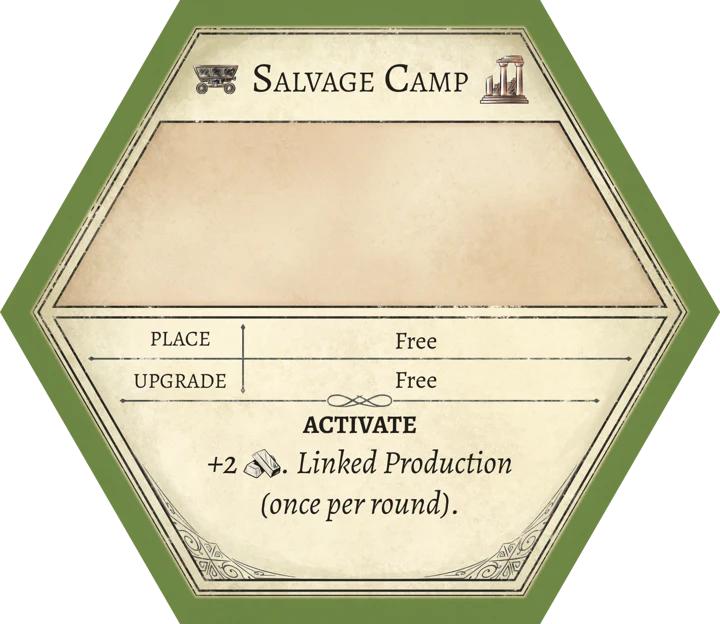 Salvage Camp
PLACE Free
UPGRADE Free
ACTIVATE
+2 . Linked Production
(once per round).